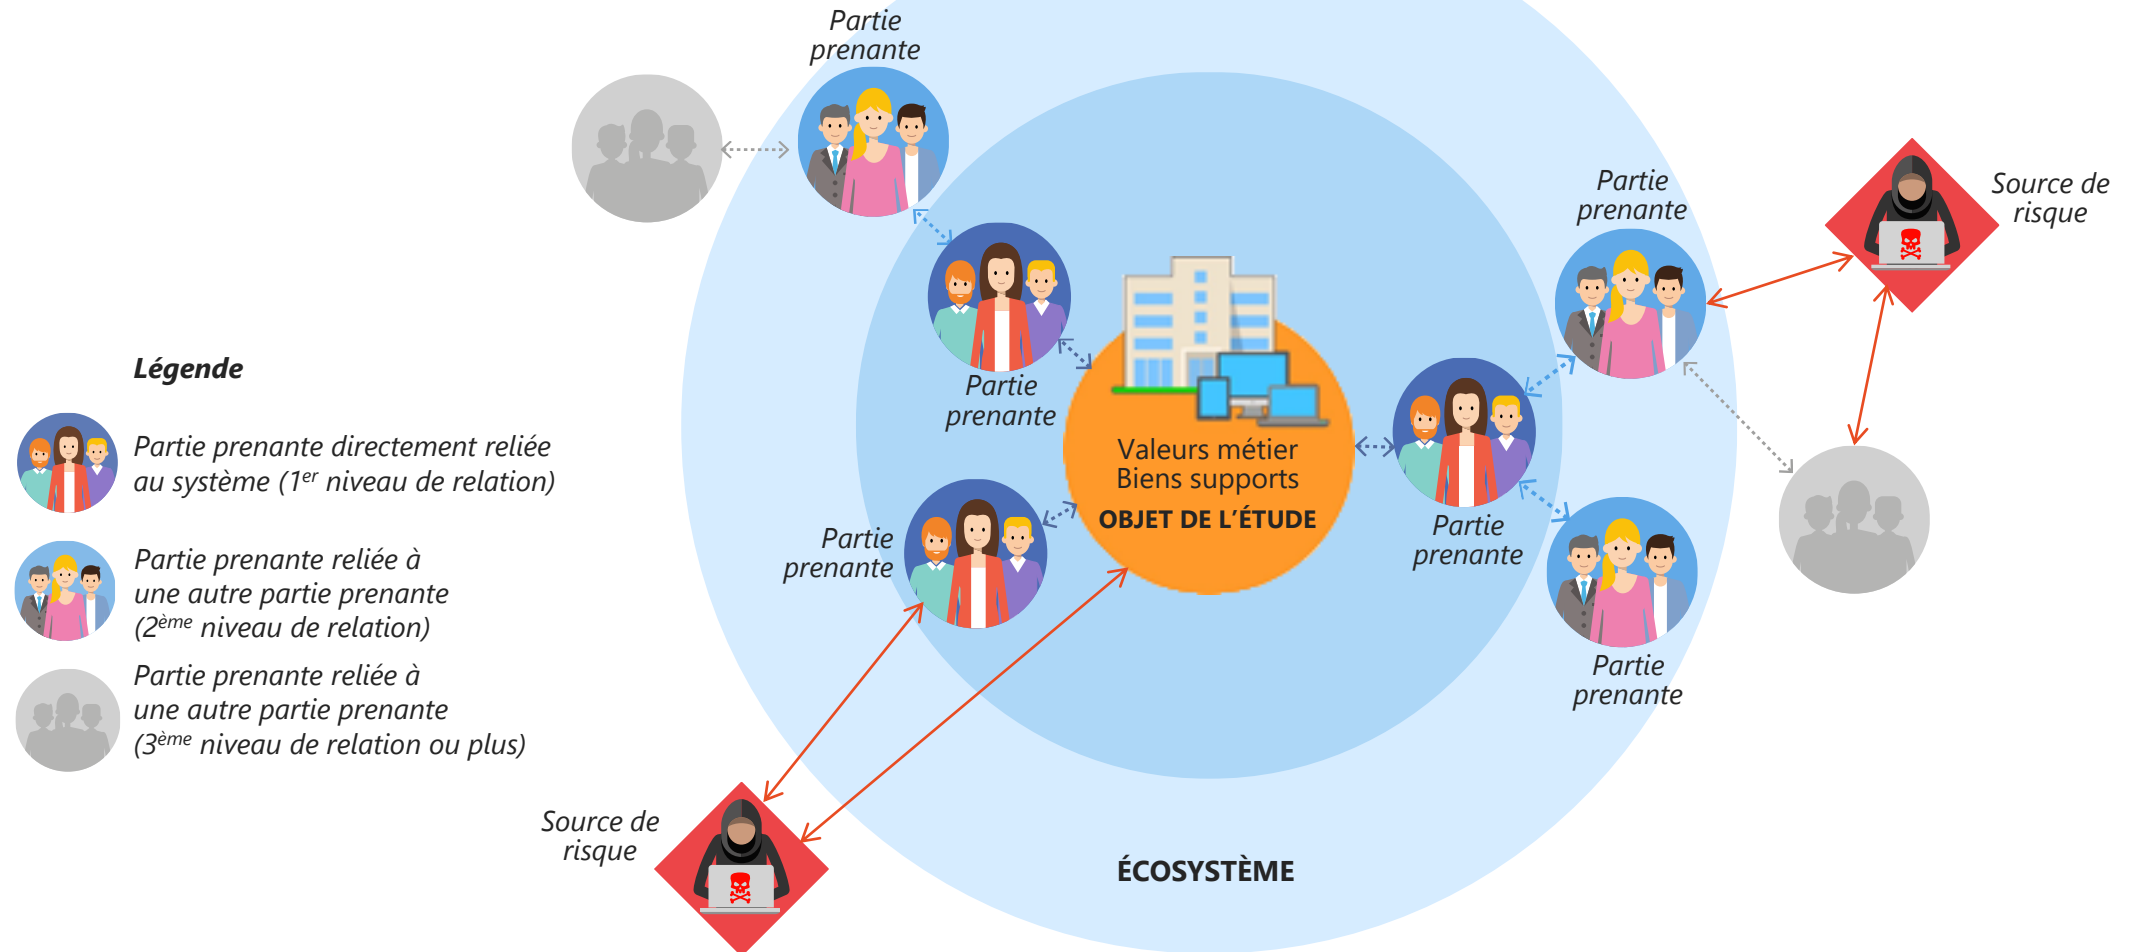 Partie
prenante
Partie
prenante
Source de
risque
Légende
Partie prenante directement reliée
au système (1er niveau de relation)
Partie prenante reliée à
une autre partie prenante
(2ème niveau de relation)
Partie prenante reliée à
une autre partie prenante
(3ème niveau de relation ou plus)
Partie
prenante
Valeurs métier
Biens supports
OBJET DE L'ÉTUDE
Partie
prenante
Partie
prenante
Partie
prenante
Source de
risque
ÉCOSYSTÈME